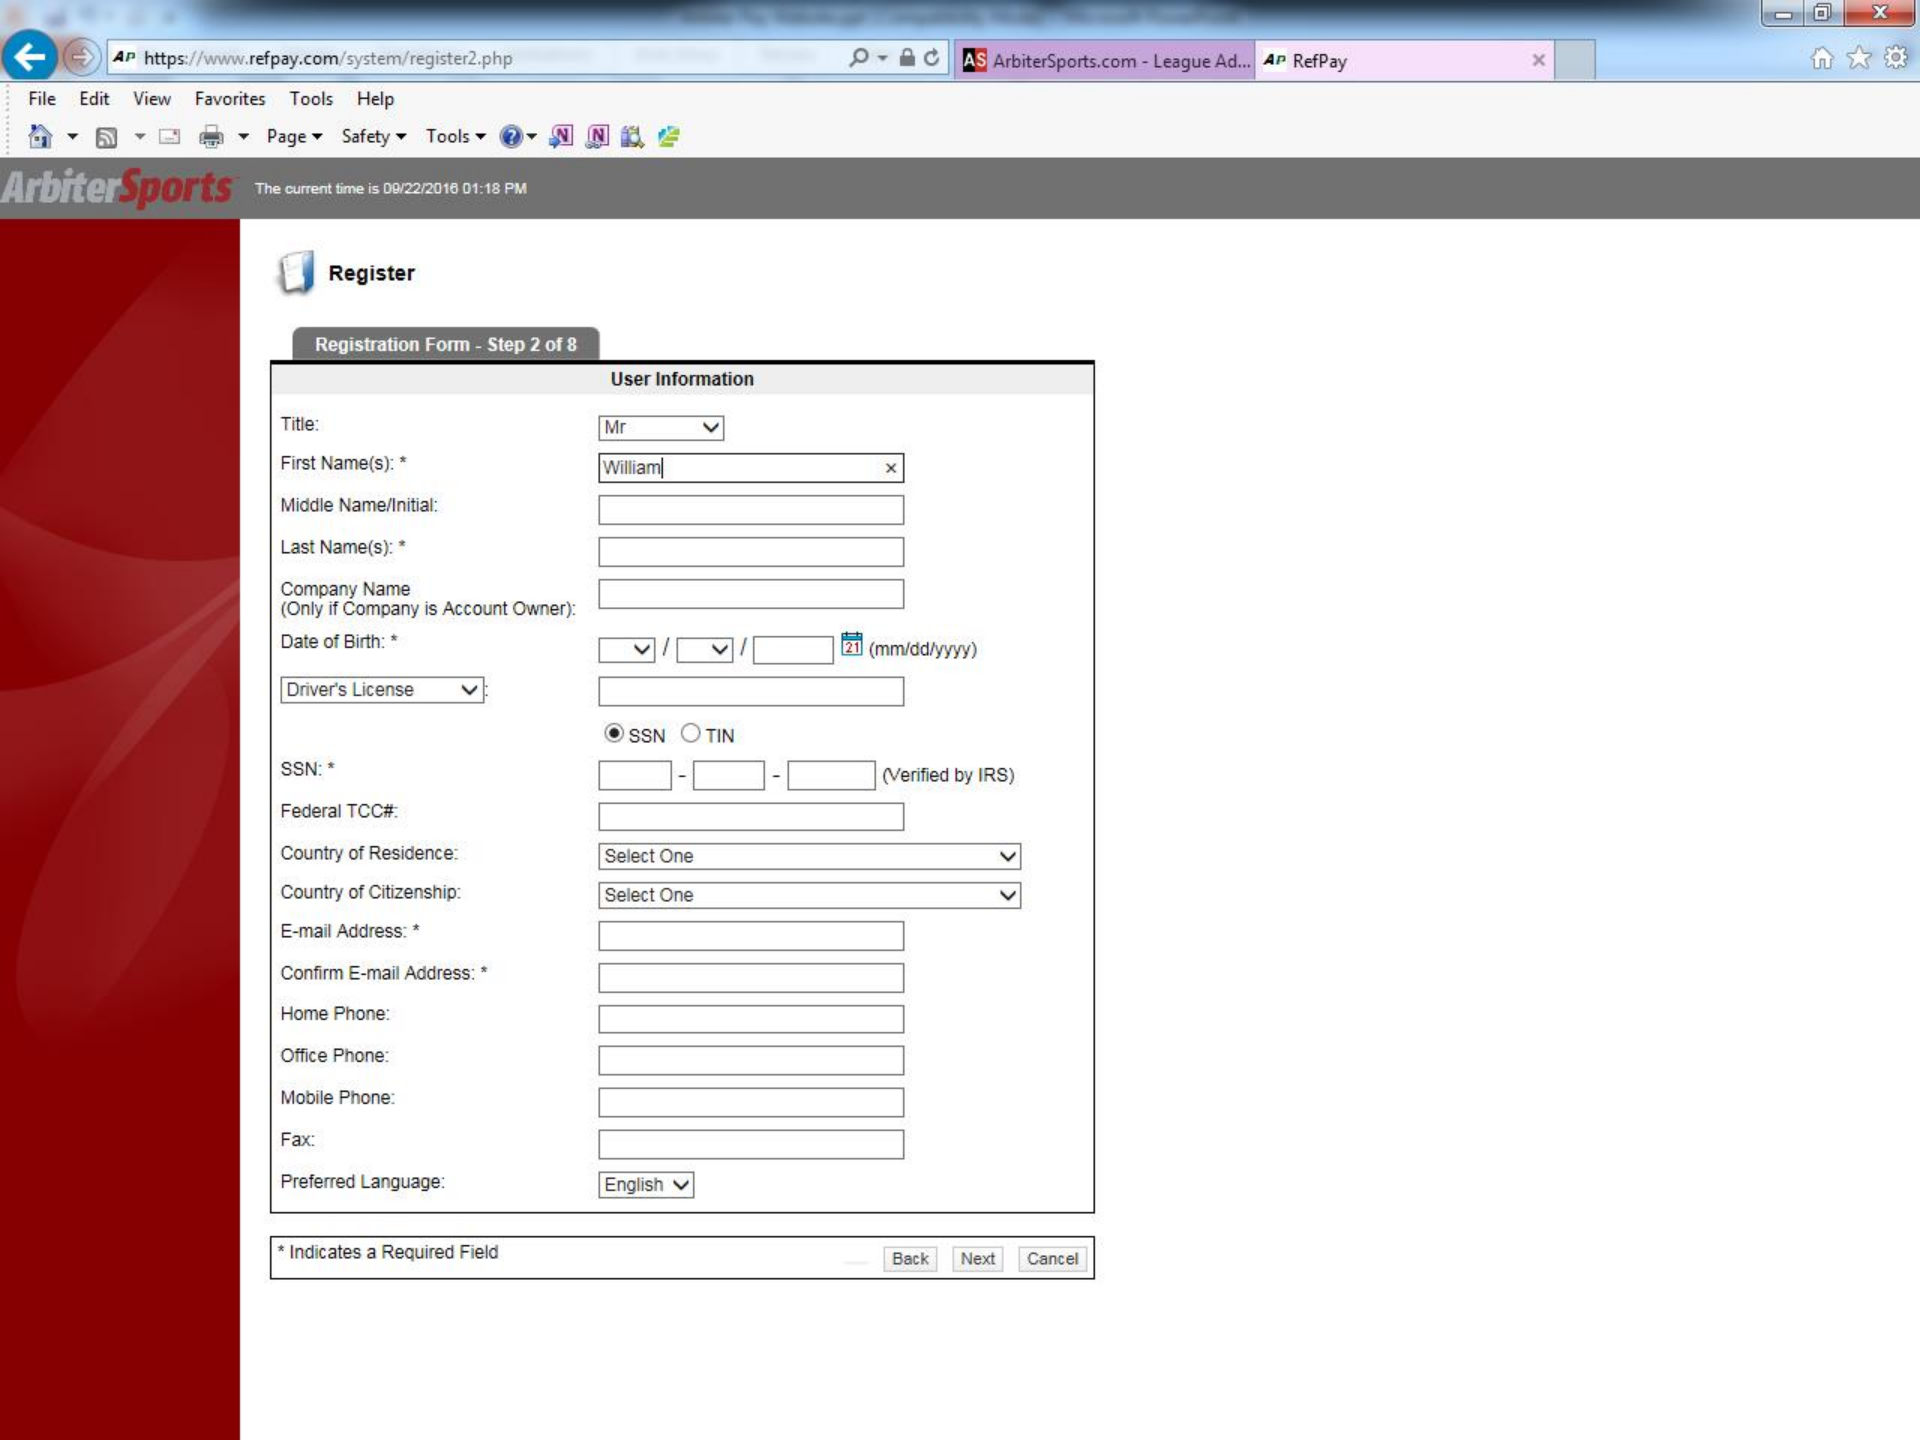 https://www.refpay.com/system/register2.php
AS ArbiterSports.com - League Ad...
AP RefPay
File Edit View Favorites Tools Help
Page Safety Tools
ArbiterSports The current time is 09/22/2016 01:18 PM
Register
Registration Form - Step 2 of 8
User Information
Title: Mr
First Name(s): * William
Middle Name/Initial:
Last Name(s): *
Company Name
(Only if Company is Account Owner):
Date of Birth: * / / 21 (mm/dd/yyyy)
Driver's License :
SSN TIN
SSN: * - - (Verified by IRS)
Federal TCC#:
Country of Residence: Select One
Country of Citizenship: Select One
E-mail Address: *
Confirm E-mail Address: *
Home Phone:
Office Phone:
Mobile Phone:
Fax:
Preferred Language: English
* Indicates a Required Field Back Next Cancel